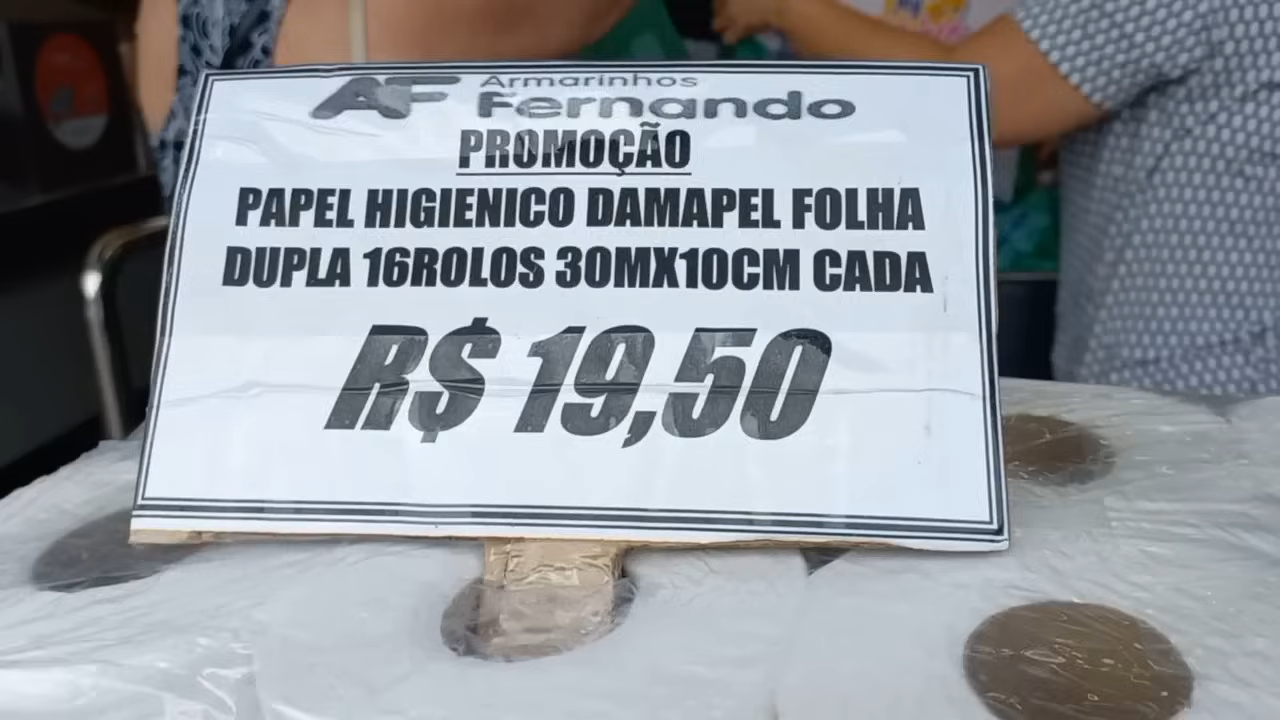 AF Armarinhos
Fernando
PROMOÇÃO
PAPEL HIGIENICO DAMAPEL FOLHA
DUPLA 16ROLOS 30MX10CM CADA
R$ 19,50